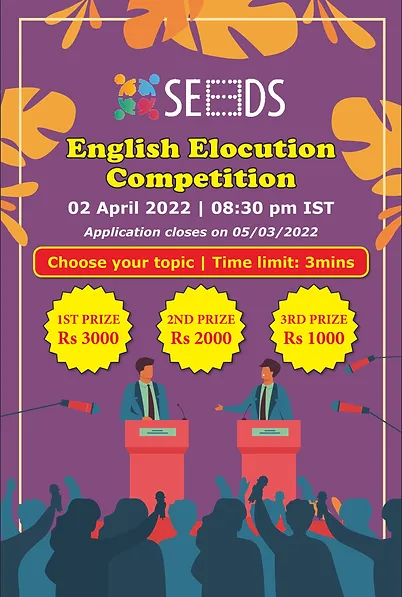 SEEDS
English Elocution
Competition
02 April 2022 | 08:30 pm IST
Application closes on 05/03/2022
Choose your topic | Time limit: 3mins
1ST PRIZE
Rs 3000
2ND PRIZE
Rs 2000
3RD PRIZE
Rs 1000